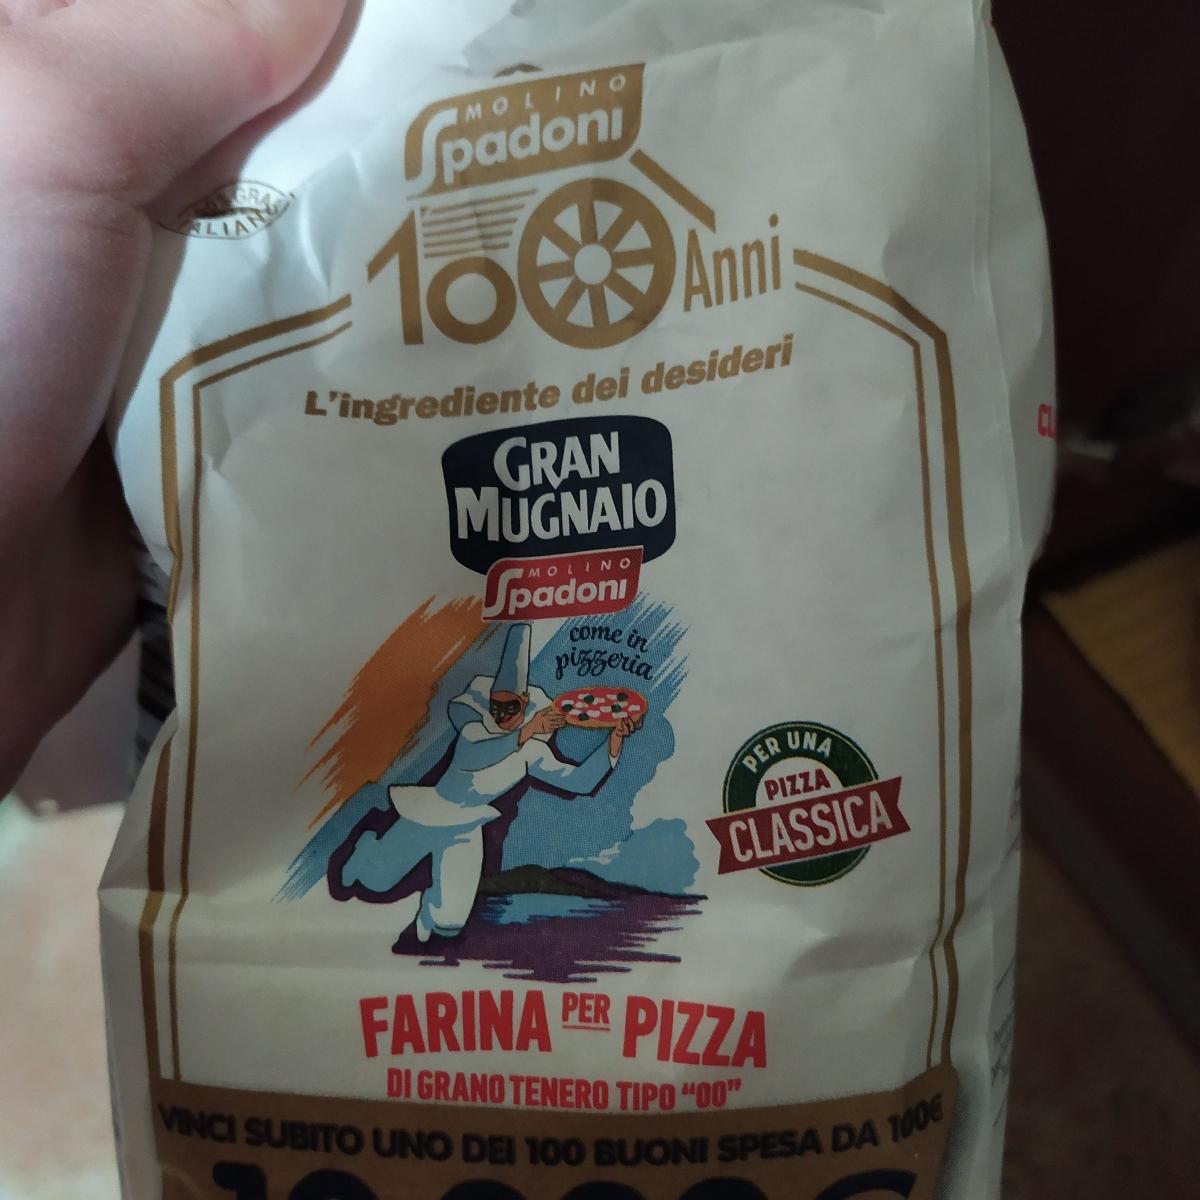 MOLINO
Spadoni
100 Anni
L'ingrediente dei desideri
GRAN
MUGNAIO
MOLINO
Spadoni
come in
pizzeria
PER UNA
PIZZA
CLASSICA
FARINA PER PIZZA
DI GRANO TENERO TIPO “00”
VINCI SUBITO UNO DEI 100 BUONI SPESA DA 100€